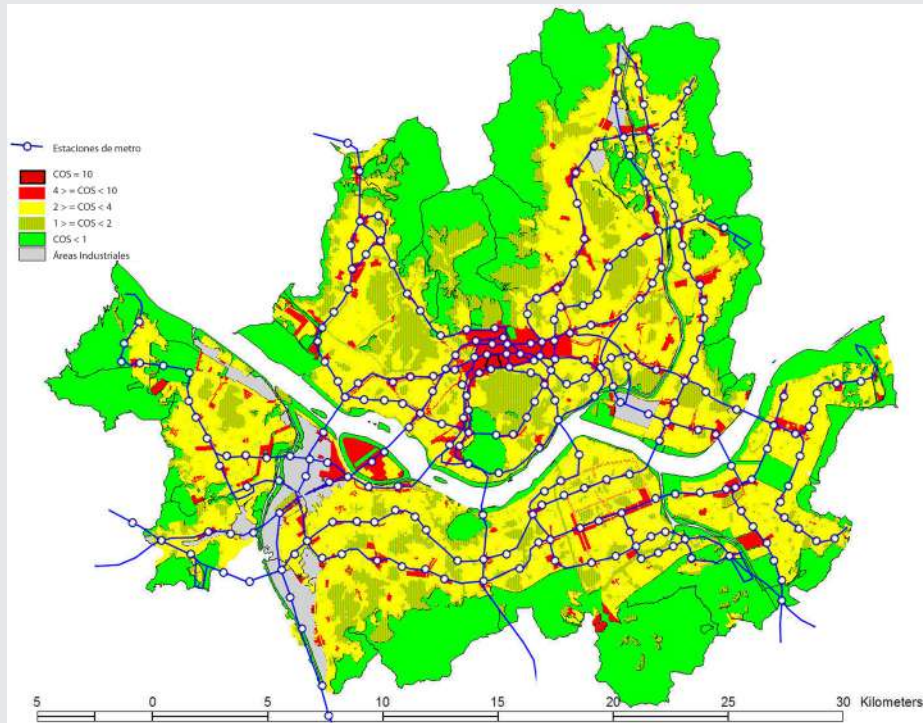 Estaciones de metro
COS = 10
4 > = COS < 10
2 > = COS < 4
1 > = COS < 2
COS < 1
Áreas Industriales
5 0 5 10 15 20 25 30 Kilometers